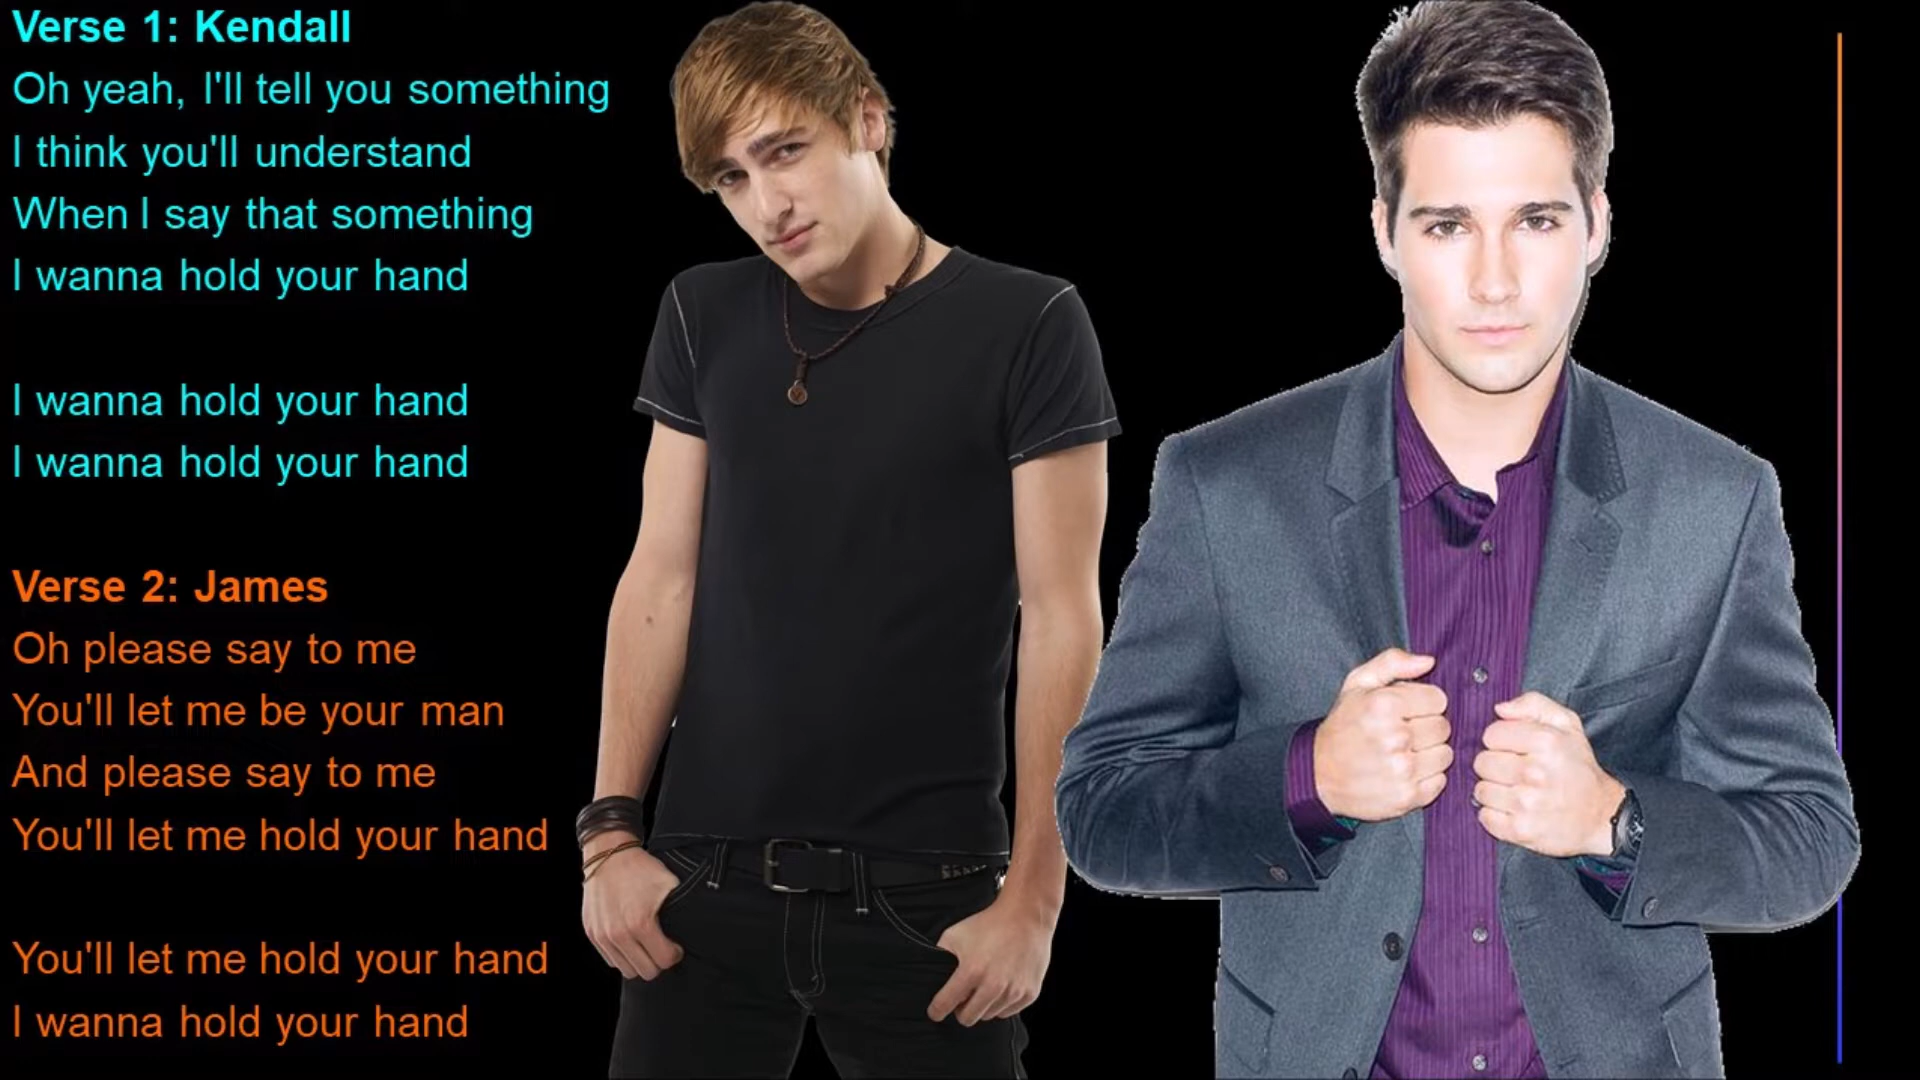 Verse 1: Kendall
Oh yeah, I'll tell you something
I think you'll understand
When I say that something
I wanna hold your hand
I wanna hold your hand
I wanna hold your hand
Verse 2: James
Oh please say to me
You'll let me be your man
And please say to me
You'll let me hold your hand
You'll let me hold your hand
I wanna hold your hand